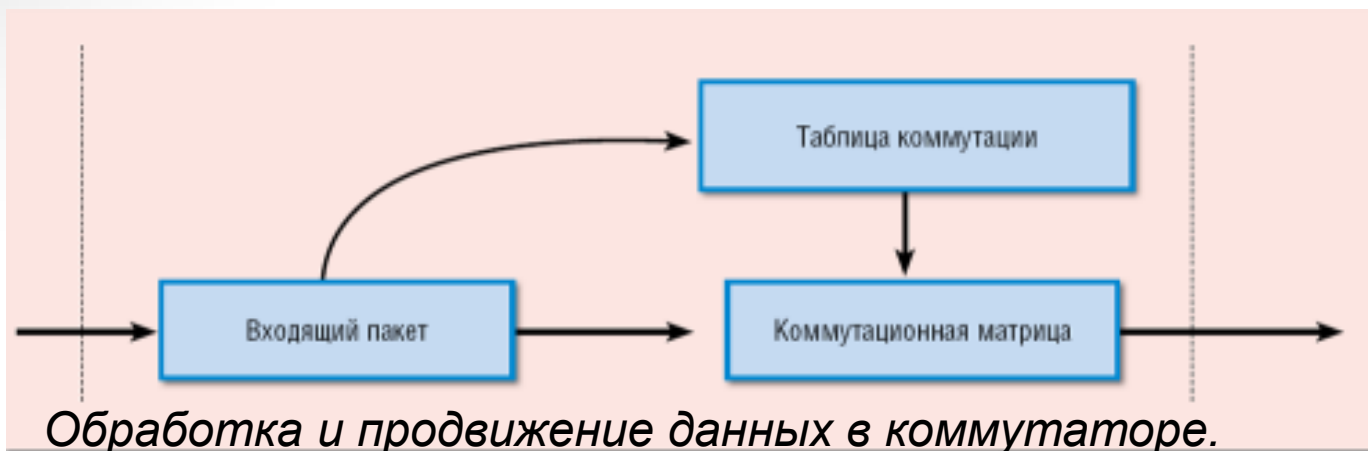 Таблица коммутации
Входящий пакет
Коммутационная матрица
Обработка и продвижение данных в коммутаторе.